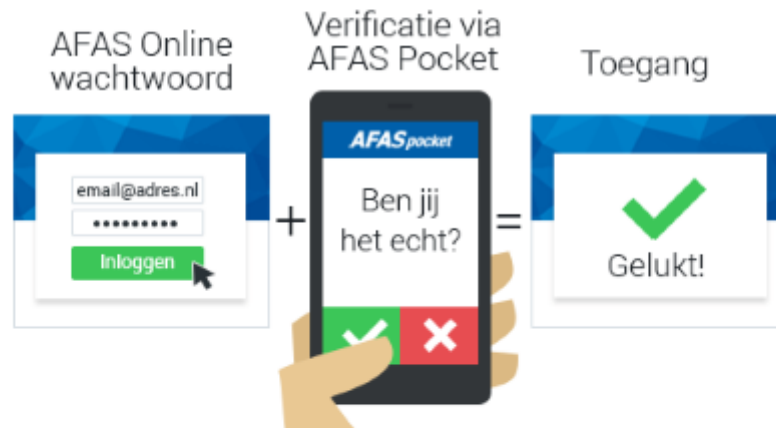 AFAS Online
wachtwoord
email@adres.nl
•••••••••
Inloggen
+
Verificatie via
AFAS Pocket
AFAS pocket
Ben jij
het echt?
=
Toegang
Gelukt!